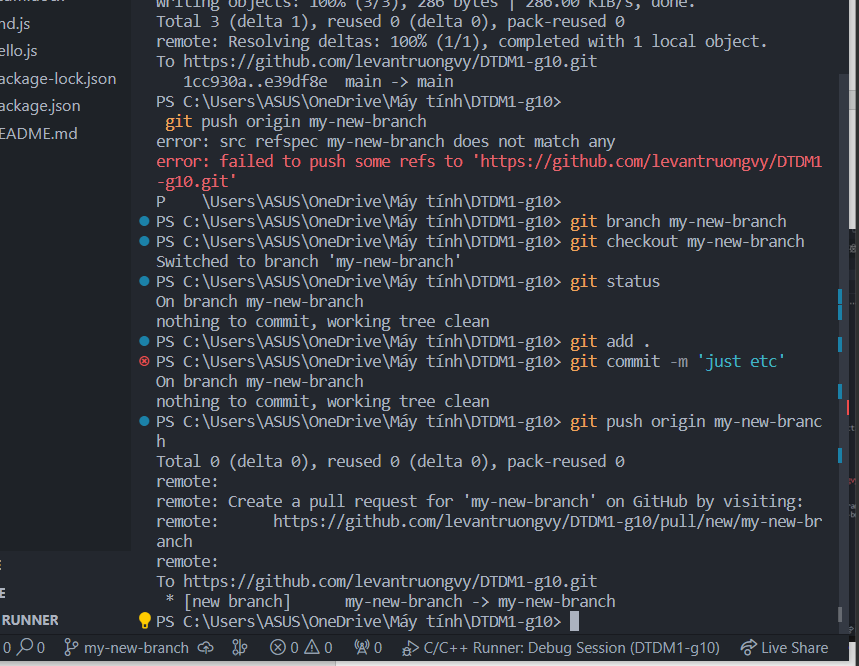 Writing objects: 100% (3/3), 286 bytes | 286.00 KiB/s, done.
nd.js
Total 3 (delta 1), reused 0 (delta 0), pack-reused 0
ello.js
remote: Resolving deltas: 100% (1/1), completed with 1 local object.
To https://github.com/levantruongvy/DTDM1-g10.git
ackage-lock.json
1cc930a..e39df8e  main -> main
ackage.json
PS C:\Users\ASUS\OneDrive\Máy tính\DTDM1-g10>
EADME.md
git push origin my-new-branch
error: src refspec my-new-branch does not match any
error: failed to push some refs to 'https://github.com/levantruongvy/DTDM1
-g10.git'
P    \Users\ASUS\OneDrive\Máy tính\DTDM1-g10>
PS C:\Users\ASUS\OneDrive\Máy tính\DTDM1-g10> git branch my-new-branch
PS C:\Users\ASUS\OneDrive\Máy tính\DTDM1-g10> git checkout my-new-branch
Switched to branch 'my-new-branch'
PS C:\Users\ASUS\OneDrive\Máy tính\DTDM1-g10> git status
On branch my-new-branch
nothing to commit, working tree clean
PS C:\Users\ASUS\OneDrive\Máy tính\DTDM1-g10> git add .
PS C:\Users\ASUS\OneDrive\Máy tính\DTDM1-g10> git commit -m 'just etc'
On branch my-new-branch
nothing to commit, working tree clean
PS C:\Users\ASUS\OneDrive\Máy tính\DTDM1-g10> git push origin my-new-branc
h
Total 0 (delta 0), reused 0 (delta 0), pack-reused 0
remote:
remote: Create a pull request for 'my-new-branch' on GitHub by visiting:
remote:      https://github.com/levantruongvy/DTDM1-g10/pull/new/my-new-br
anch
remote:
To https://github.com/levantruongvy/DTDM1-g10.git
* [new branch]      my-new-branch -> my-new-branch
RUNNER
PS C:\Users\ASUS\OneDrive\Máy tính\DTDM1-g10>
0 0 my-new-branch 0 0 0 C/C++ Runner: Debug Session (DTDM1-g10) Live Share